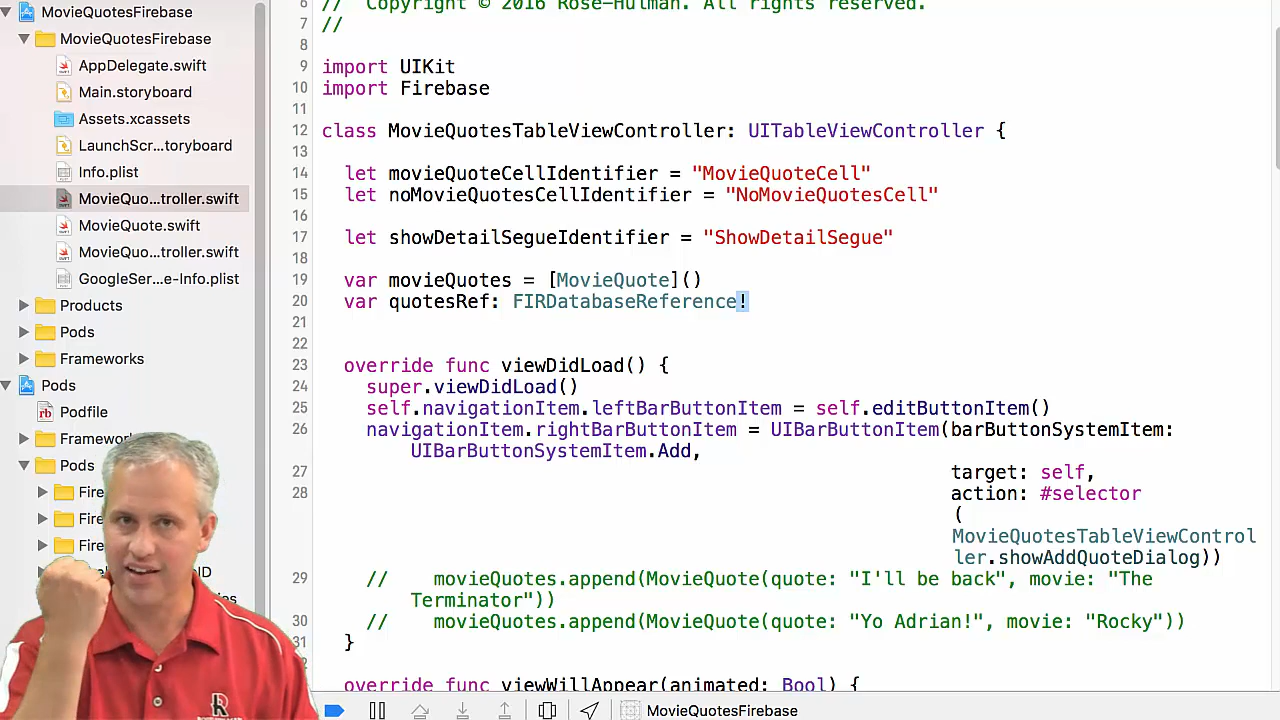 MovieQuotesFirebase
MovieQuotesFirebase
AppDelegate.swift
Main.storyboard
Assets.xcassets
LaunchScr...toryboard
Info.plist
MovieQuo...troller.swift
MovieQuote.swift
MovieQuo...troller.swift
GoogleSer...e-Info.plist
Products
Pods
Frameworks
Pods
Podfile
Pods
6 // Copyright © 2016 Rose-Hulman. All rights reserved.
7 //
8
9 import UIKit
10 import Firebase
11
12 class MovieQuotesTableViewController: UITableViewController {
13
14 let movieQuoteCellIdentifier = "MovieQuoteCell"
15 let noMovieQuotesCellIdentifier = "NoMovieQuotesCell"
16
17 let showDetailSegueIdentifier = "ShowDetailSegue"
18
19 var movieQuotes = [MovieQuote]()
20 var quotesRef: FIRDatabaseReference!
21
22
23 override func viewDidLoad() {
24 super.viewDidLoad()
25 self.navigationItem.leftBarButtonItem = self.editButtonItem()
26 navigationItem.rightBarButtonItem = UIBarButtonItem(barButtonSystemItem:
UIBarButtonSystemItem.Add,
27 target: self,
28 action: #selector
(
MovieQuotesTableViewControl
ler.showAddQuoteDialog))
29 // movieQuotes.append(MovieQuote(quote: "I'll be back", movie: "The
Terminator"))
30 // movieQuotes.append(MovieQuote(quote: "Yo Adrian!", movie: "Rocky"))
31 }
override func viewWillAppear(animated: Bool) {
MovieQuotesFirebase